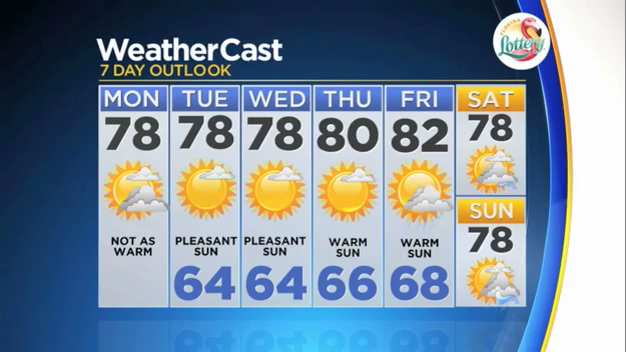 WeatherCast
7 DAY OUTLOOK
FLORIDA
Lottery
MON
78
NOT AS
WARM
TUE
78
PLEASANT
SUN
64
WED
78
PLEASANT
SUN
64
THU
80
WARM
SUN
66
FRI
82
WARM
SUN
68
SAT
78
SUN
78